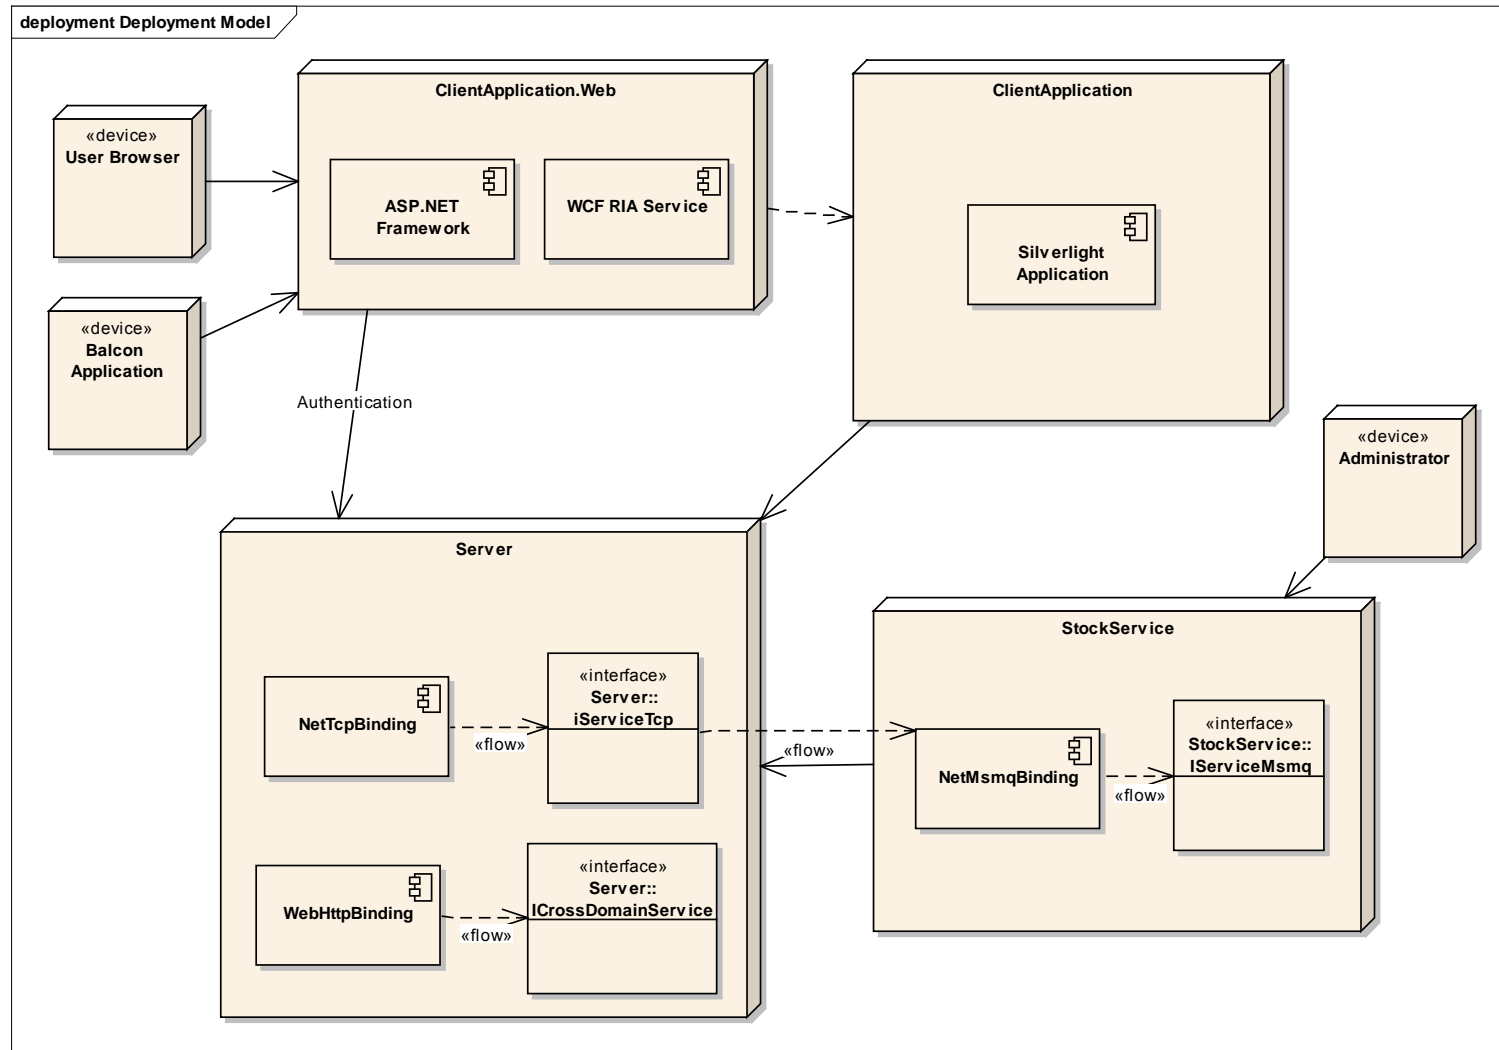 deployment Deployment Model
ClientApplication.Web
ClientApplication
«device»
User Browser
ASP.NET
Framework
WCF RIA Service
Silverlight
Application
«device»
Balcon
Application
Authentication
«device»
Administrator
Server
StockService
NetTcpBinding
«flow»
«interface»
Server::
iServiceTcp
«flow»
NetMsmqBinding
«flow»
«interface»
StockService::
IServiceMsmq
WebHttpBinding
«flow»
«interface»
Server::
ICrossDomainService